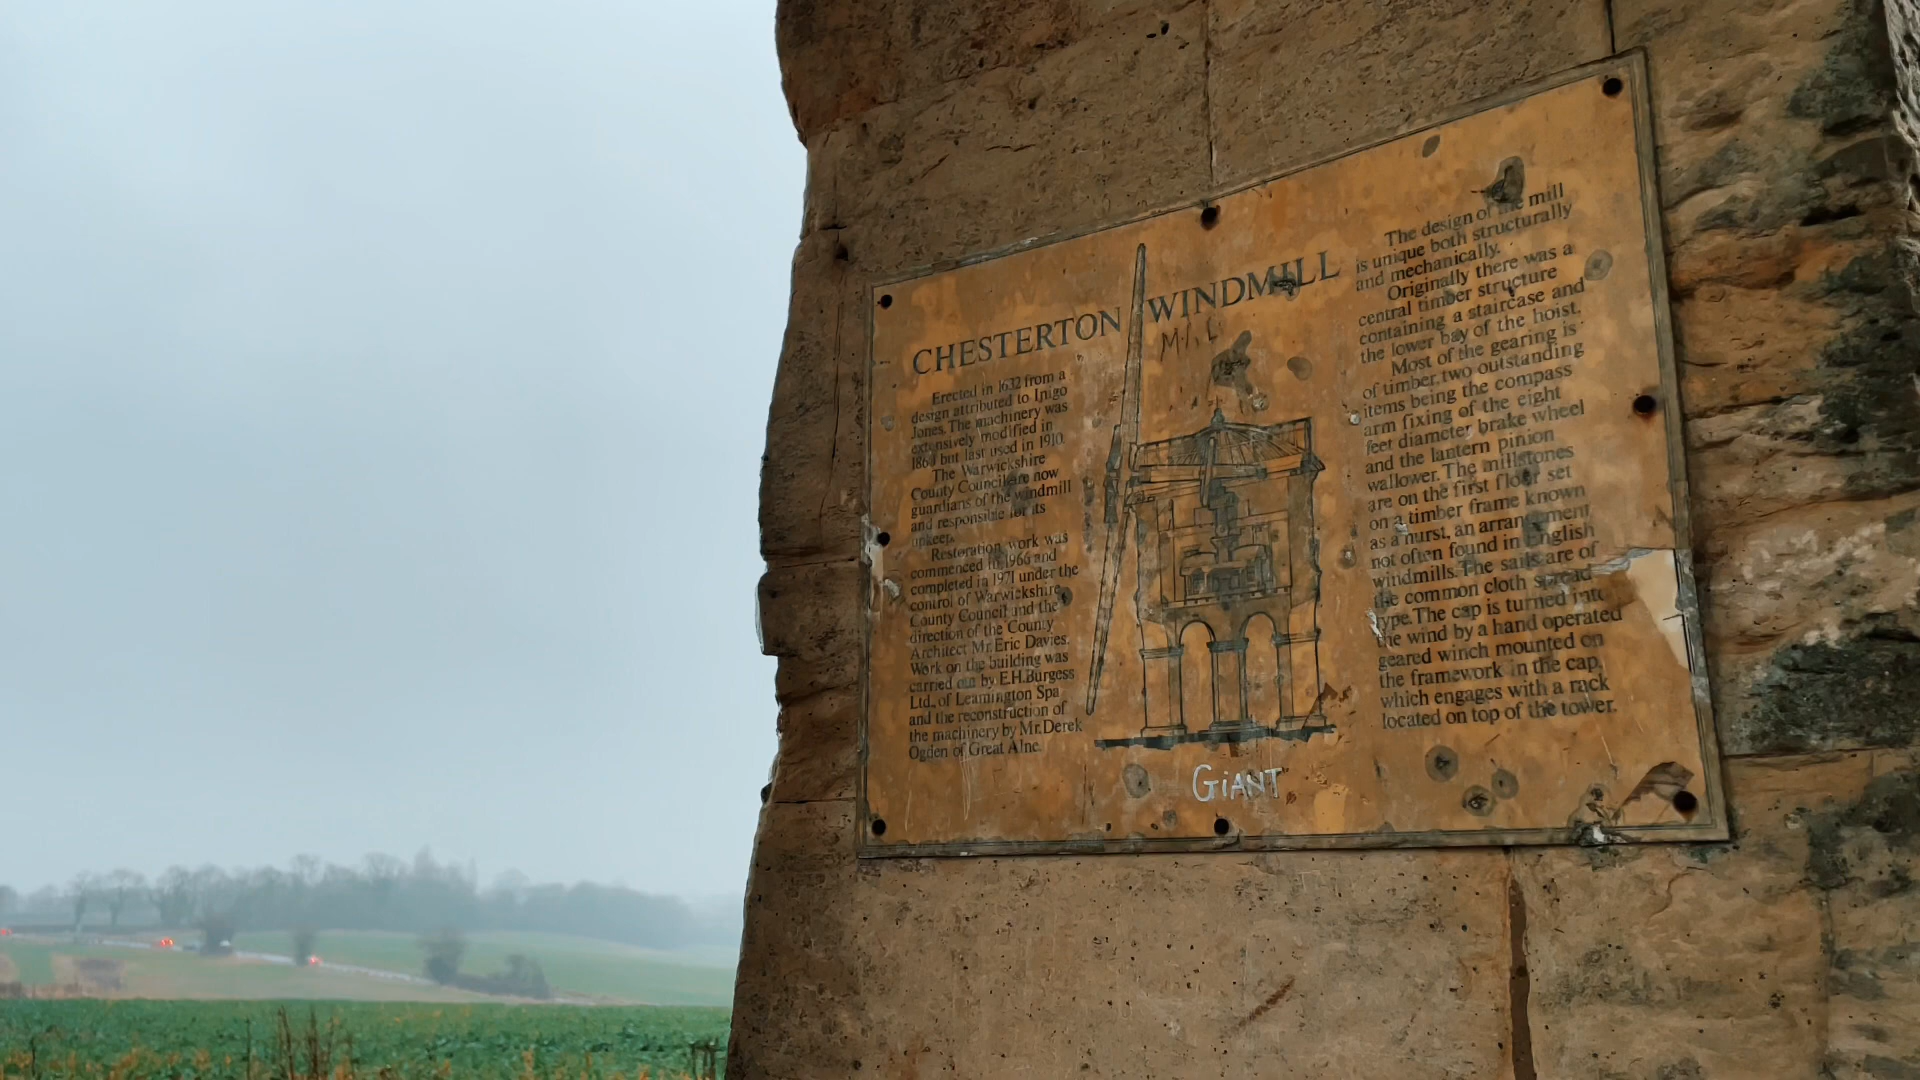 CHESTERTON WINDMILL
M.I.L
Erected in 1632 from a
design attributed to Inigo
Jones. The machinery was
extensively modified in
1860 but last used in 1910.
The Warwickshire
County Council are now
guardians of the windmill
and responsible for its
upkeep.
Restoration work was
commenced in 1966 and
completed in 1971 under the
control of Warwickshire
County Council and the
direction of the County
Architect Mr. Eric Davies.
Work on the building was
carried out by E.H.Burgess
Ltd., of Leamington Spa
and the reconstruction of
the machinery by Mr. Derek
Ogden of Great Alne.
The design of the mill
is unique both structurally
and mechanically.
Originally there was a
central timber structure
containing a staircase and
the lower bay of the hoist.
Most of the gearing is
of timber, two outstanding
items being the compass
arm fixing of the eight
feet diameter brake wheel
and the lantern pinion
wallower. The millstones
are on the first floor set
on a timber frame known
as a hurst, an arrangement
not often found in English
windmills. The sails are of
the common cloth spread
type. The cap is turned into
the wind by a hand operated
geared winch mounted on
the framework in the cap,
which engages with a rack
located on top of the tower.
GiANT